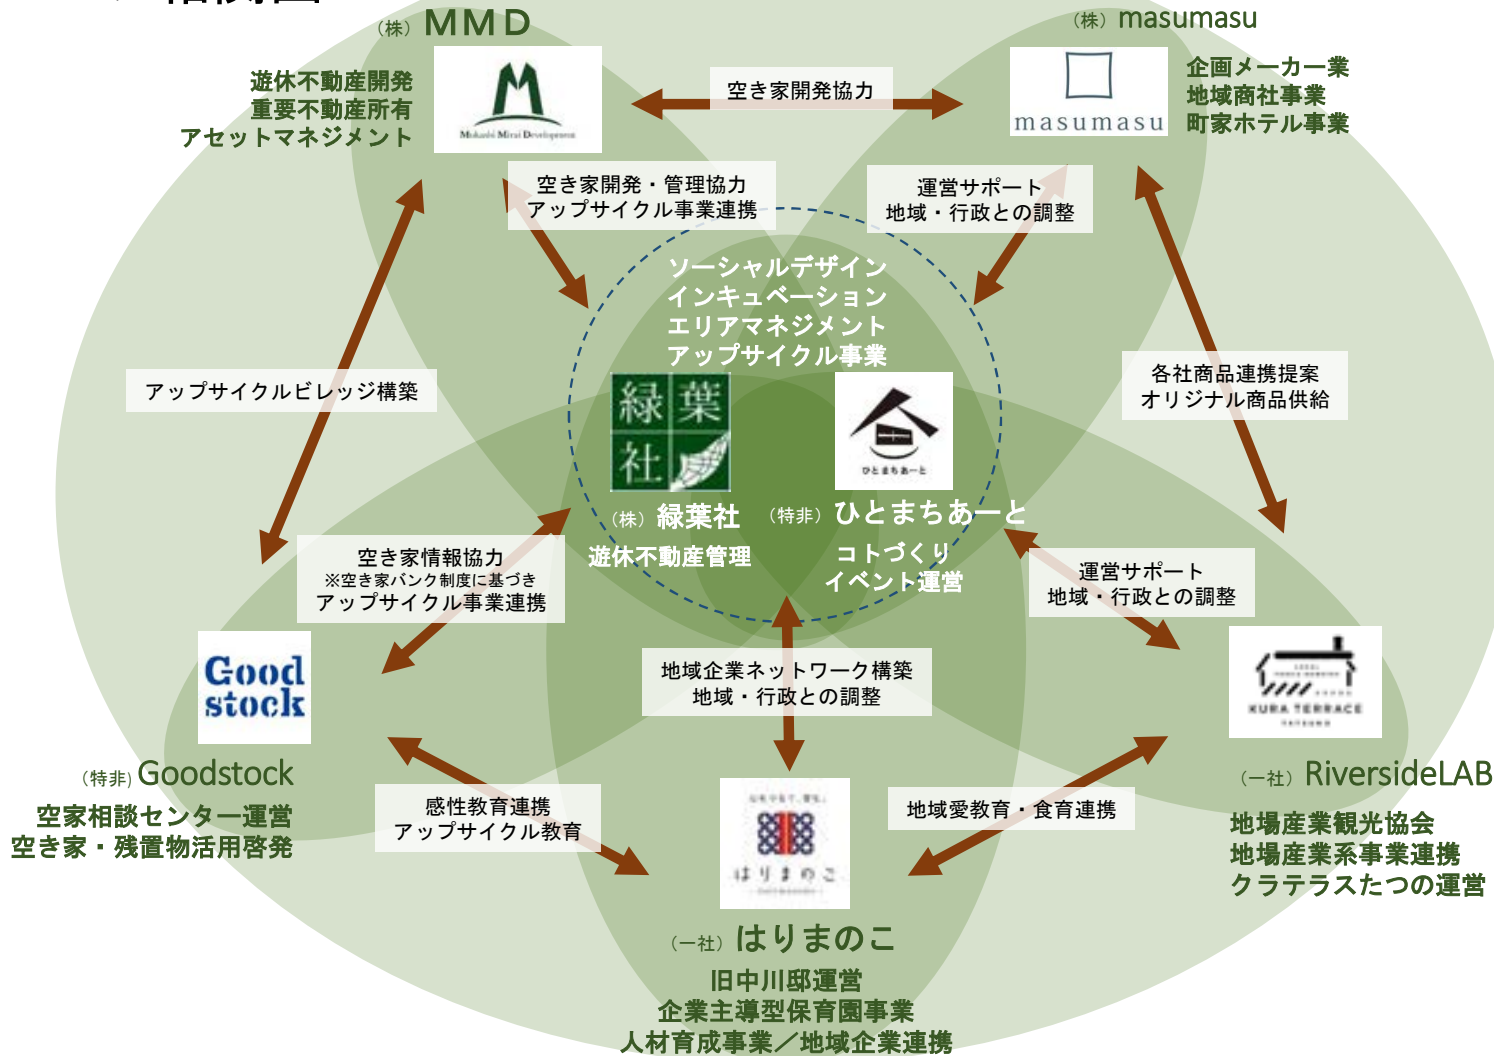 （株）ＭＭＤ
遊休不動産開発
重要不動産所有
アセットマネジメント
Mukashi Mirai Development
空き家開発協力
（株）masumasu
masumasu
企画メーカー業
地域商社事業
町家ホテル事業
空き家開発・管理協力
アップサイクル事業連携
運営サポート
地域・行政との調整
ソーシャルデザイン
インキュベーション
エリアマネジメント
アップサイクル事業
アップサイクルビレッジ構築
各社商品連携提案
オリジナル商品供給
緑葉
社
ひとまちあーと
（株）緑葉社
遊休不動産管理
（特非）ひとまちあーと
コトづくり
イベント運営
空き家情報協力
※空き家バンク制度に基づき
アップサイクル事業連携
運営サポート
地域・行政との調整
Good
stock
地域企業ネットワーク構築
地域・行政との調整
KURA TERRACE
TATSUNO
（特非）Goodstock
空家相談センター運営
空き家・残置物活用啓発
感性教育連携
アップサイクル教育
はりまのこ
地域愛教育・食育連携
（一社）RiversideLAB
地場産業観光協会
地場産業系事業連携
クラテラスたつの運営
（一社）はりまのこ
旧中川邸運営
企業主導型保育園事業
人材育成事業／地域企業連携